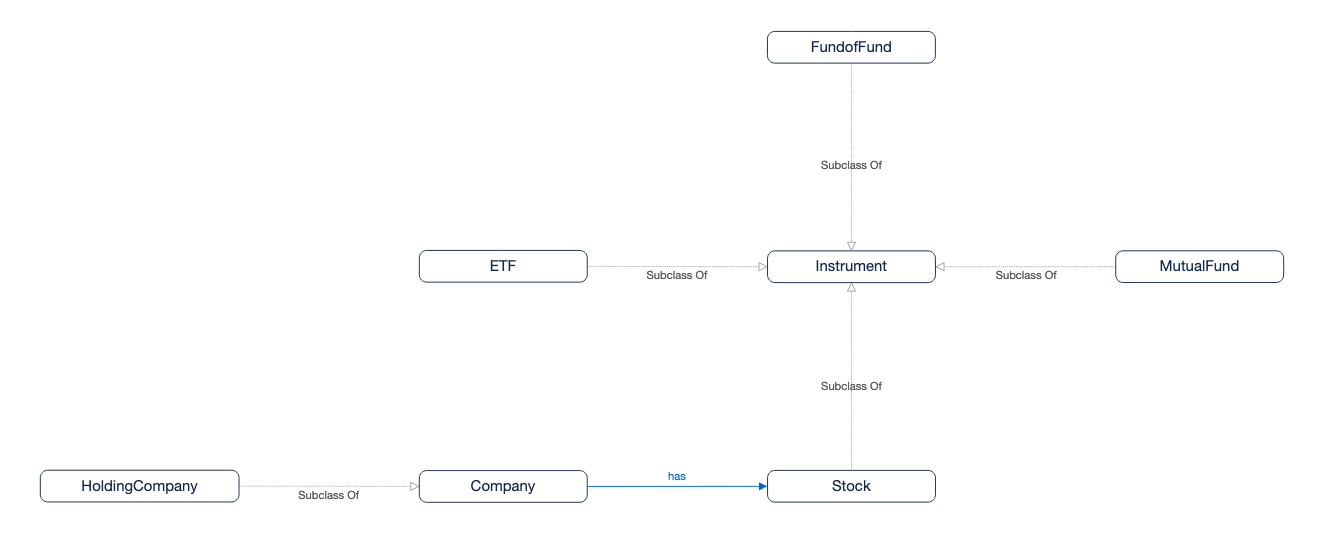 FundofFund
Subclass Of
ETF
Subclass Of
Instrument
Subclass Of
MutualFund
Subclass Of
HoldingCompany
Subclass Of
Company
has
Stock